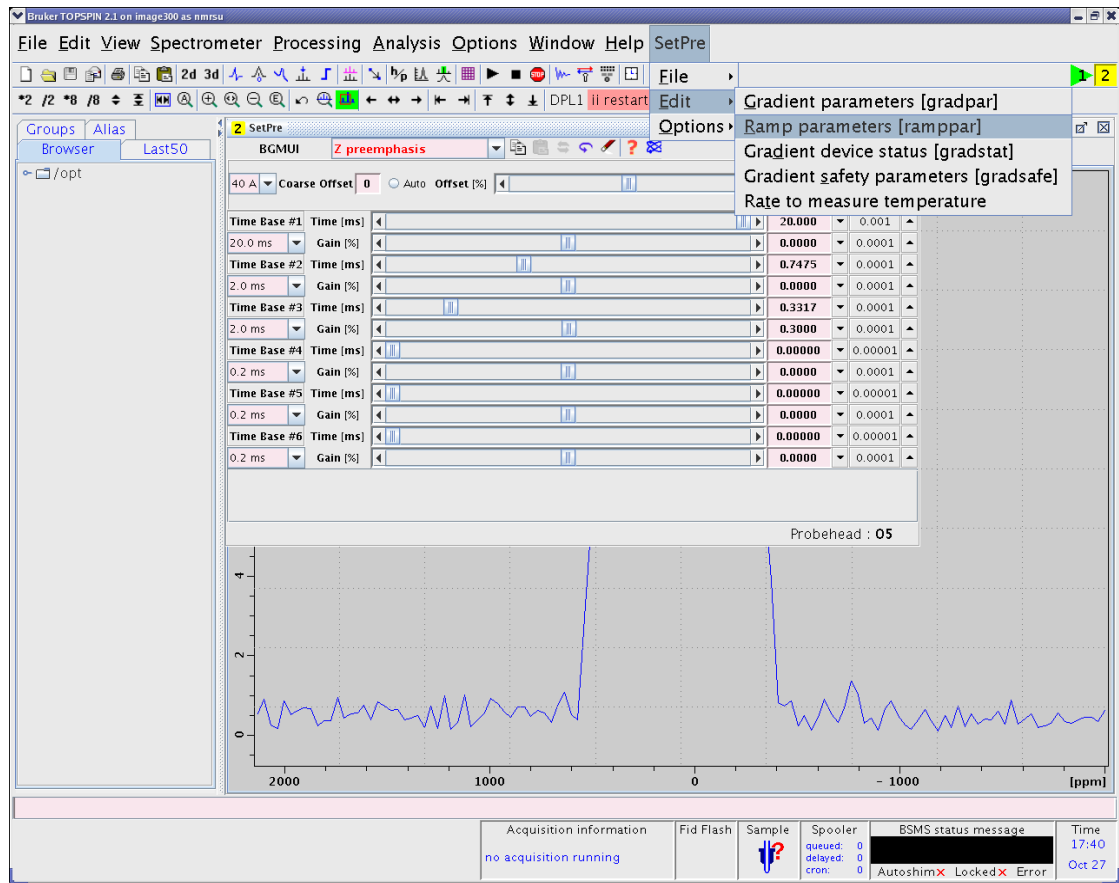 Bruker TOPSPIN 2.1 on image300 as nmrsu
File Edit View Spectrometer Processing Analysis Options Window Help SetPre
2d 3d
*2 /2 *8 /8 DPL1 ii restart
1 2
File
Edit
Options
Gradient parameters [gradpar]
Ramp parameters [ramppar]
Gradient device status [gradstat]
Gradient safety parameters [gradsafe]
Rate to measure temperature
Groups Alias
Browser Last50
/opt
2 SetPre
BGMUI Z preemphasis
40 A Coarse Offset 0 Auto Offset [%]
Time Base #1 Time [ms] 20.000 0.001
20.0 ms Gain [%] 0.0000 0.0001
Time Base #2 Time [ms] 0.7475 0.0001
2.0 ms Gain [%] 0.0000 0.0001
Time Base #3 Time [ms] 0.3317 0.0001
2.0 ms Gain [%] 0.3000 0.0001
Time Base #4 Time [ms] 0.00000 0.00001
0.2 ms Gain [%] 0.0000 0.0001
Time Base #5 Time [ms] 0.00000 0.00001
0.2 ms Gain [%] 0.0000 0.0001
Time Base #6 Time [ms] 0.00000 0.00001
0.2 ms Gain [%] 0.0000 0.0001
Probehead : 05
4
2
0
2000 1000 0 - 1000 [ppm]
Acquisition information Fid Flash Sample Spooler BSMS status message Time
no acquisition running
queued: 0
delayed: 0
cron: 0
Autoshim Locked Error
17:40
Oct 27